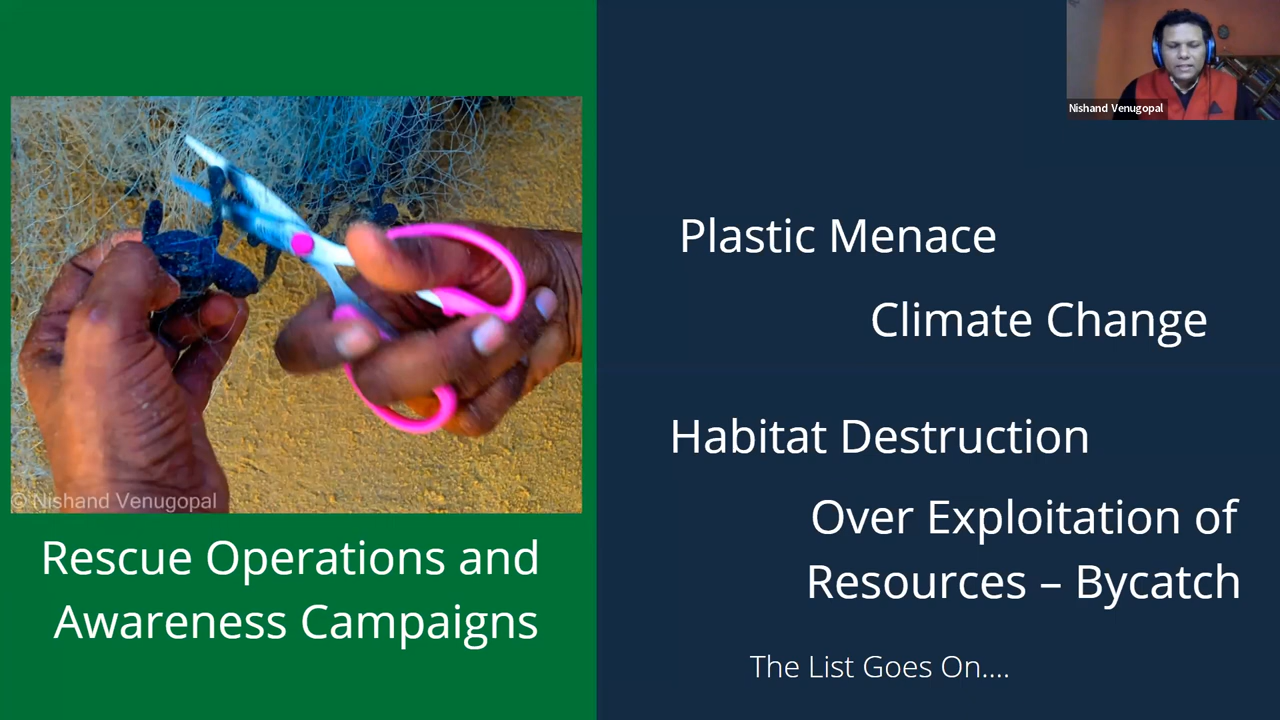 Nishand Venugopal
Plastic Menace
Climate Change
Habitat Destruction
Over Exploitation of
Resources – Bycatch
The List Goes On....
© Nishand Venugopal
Rescue Operations and
Awareness Campaigns